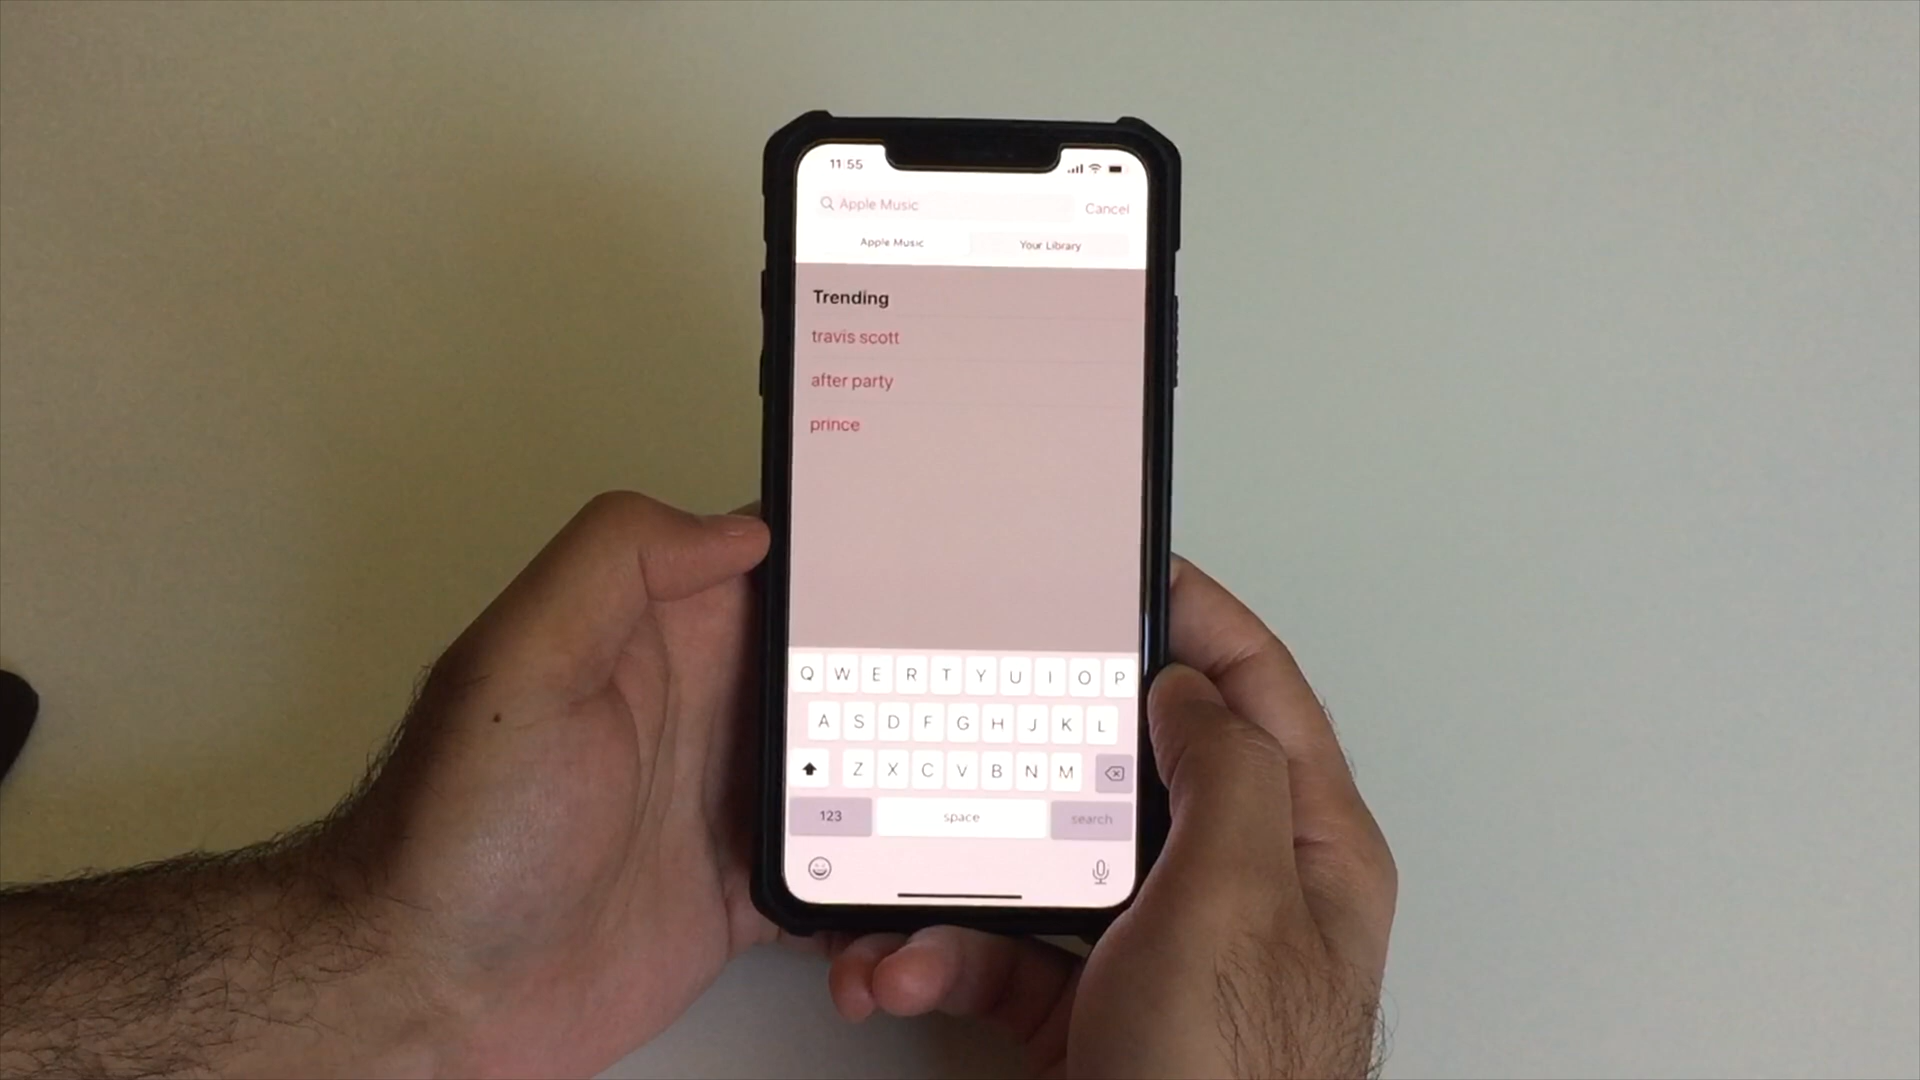 11:55
Apple Music
Cancel
Apple Music
Your Library
Trending
travis scott
after party
prince
Q W E R T Y U I O P
A S D F G H J K L
Z X C V B N M
123
space
search